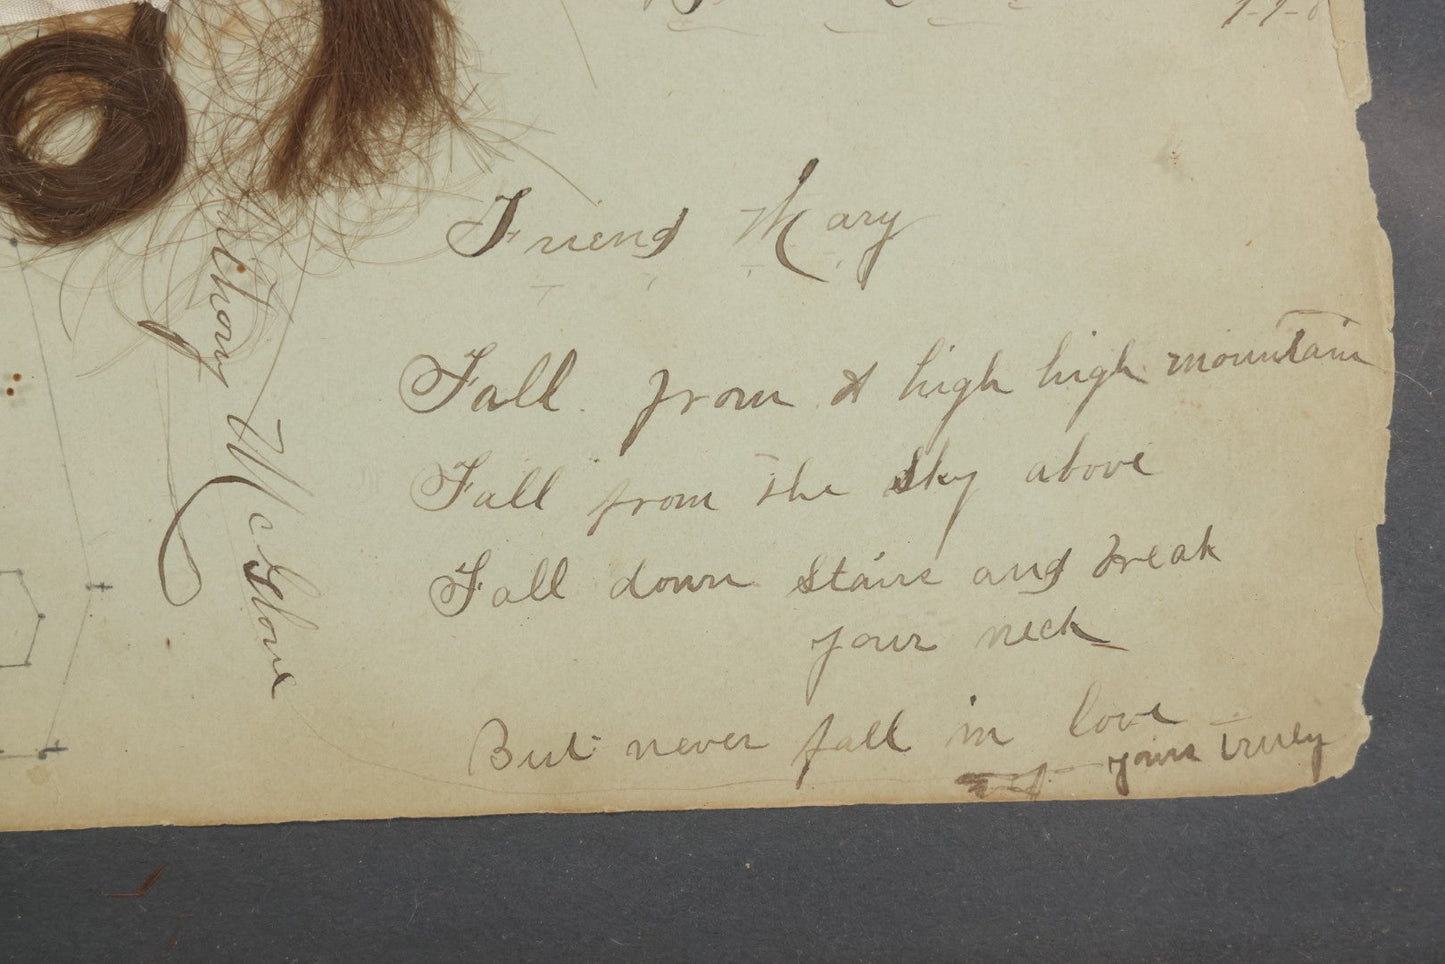 Friend Mary
Fall from a high high mountain
Fall from the sky above
Fall down stairs and break
your neck
But never fall in love
yours truly
McGlone